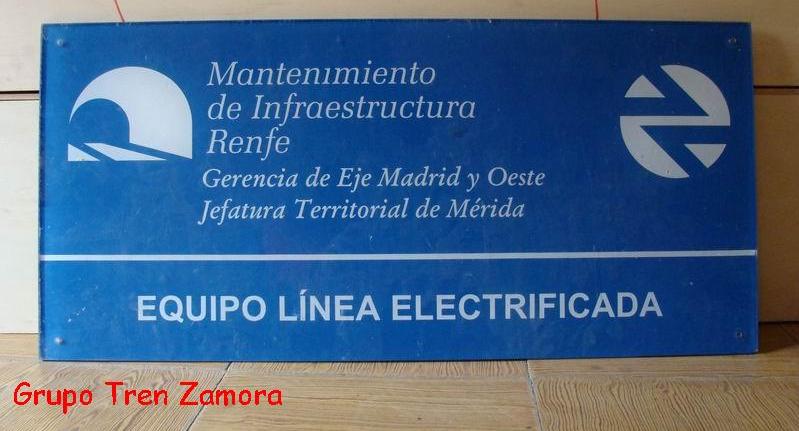 Mantenimiento
de Infraestructura
Renfe
Gerencia de Eje Madrid y Oeste
Jefatura Territorial de Mérida
EQUIPO LÍNEA ELECTRIFICADA
Grupo Tren Zamora